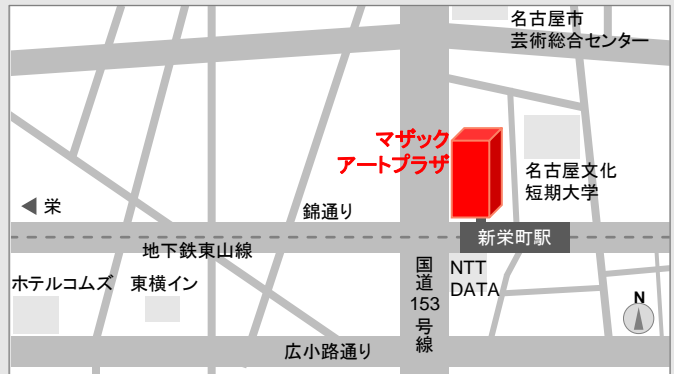 名古屋市
芸術総合センター
マザック
アートプラザ
名古屋文化
短期大学
栄
錦通り
新栄町駅
地下鉄東山線
ホテルコムズ
東横イン
国道153号線
NTT
DATA
N
広小路通り